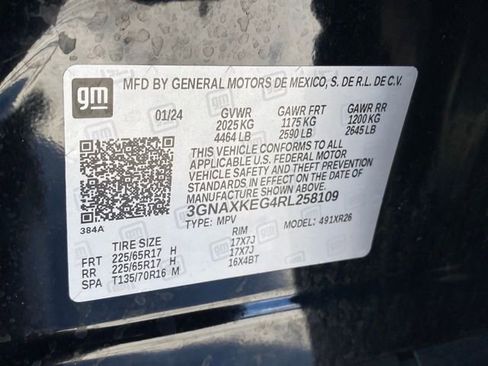 gm
MFD BY GENERAL MOTORS DE MEXICO, S. DE R.L. DE C.V.
01/24 GVWR GAWR FRT GAWR RR
2025 KG 1175 KG 1200 KG
4464 LB 2590 LB 2645 LB
THIS VEHICLE CONFORMS TO ALL
APPLICABLE U.S. FEDERAL MOTOR
VEHICLE SAFETY AND THEFT PREVENTION
STANDARDS IN EFFECT ON THE DATE OF
MANUFACTURE SHOWN ABOVE.
3GNAXKEG4RL258109
TYPE: MPV MODEL: 491XR26
384A
TIRE SIZE RIM
FRT 225/65R17 H 17X7J
RR 225/65R17 H 17X7J
SPA T135/70R16 M 16X4BT